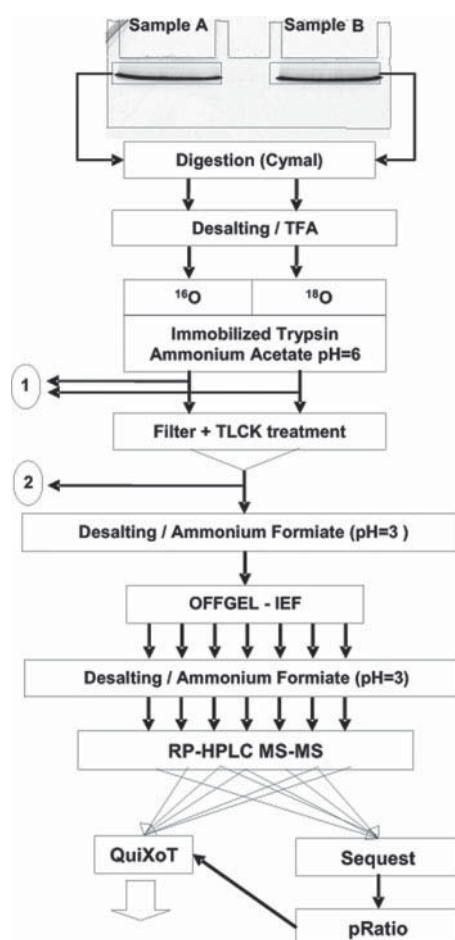 Sample A
Sample B
Digestion (Cymal)
Desalting / TFA
16O
18O
Immobilized Trypsin
Ammonium Acetate pH=6
1
Filter + TLCK treatment
2
Desalting / Ammonium Formiate (pH=3 )
OFFGEL - IEF
Desalting / Ammonium Formiate (pH=3)
RP-HPLC MS-MS
QuiXoT
Sequest
pRatio